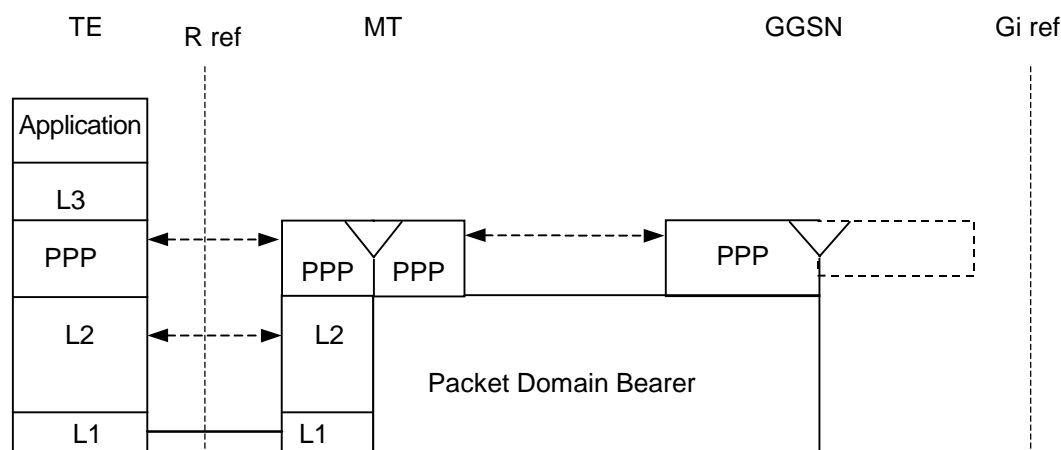 TE
R ref
MT
GGSN
Gi ref
Application
L3
PPP
PPP
PPP
PPP
L2
L2
Packet Domain Bearer
L1
L1